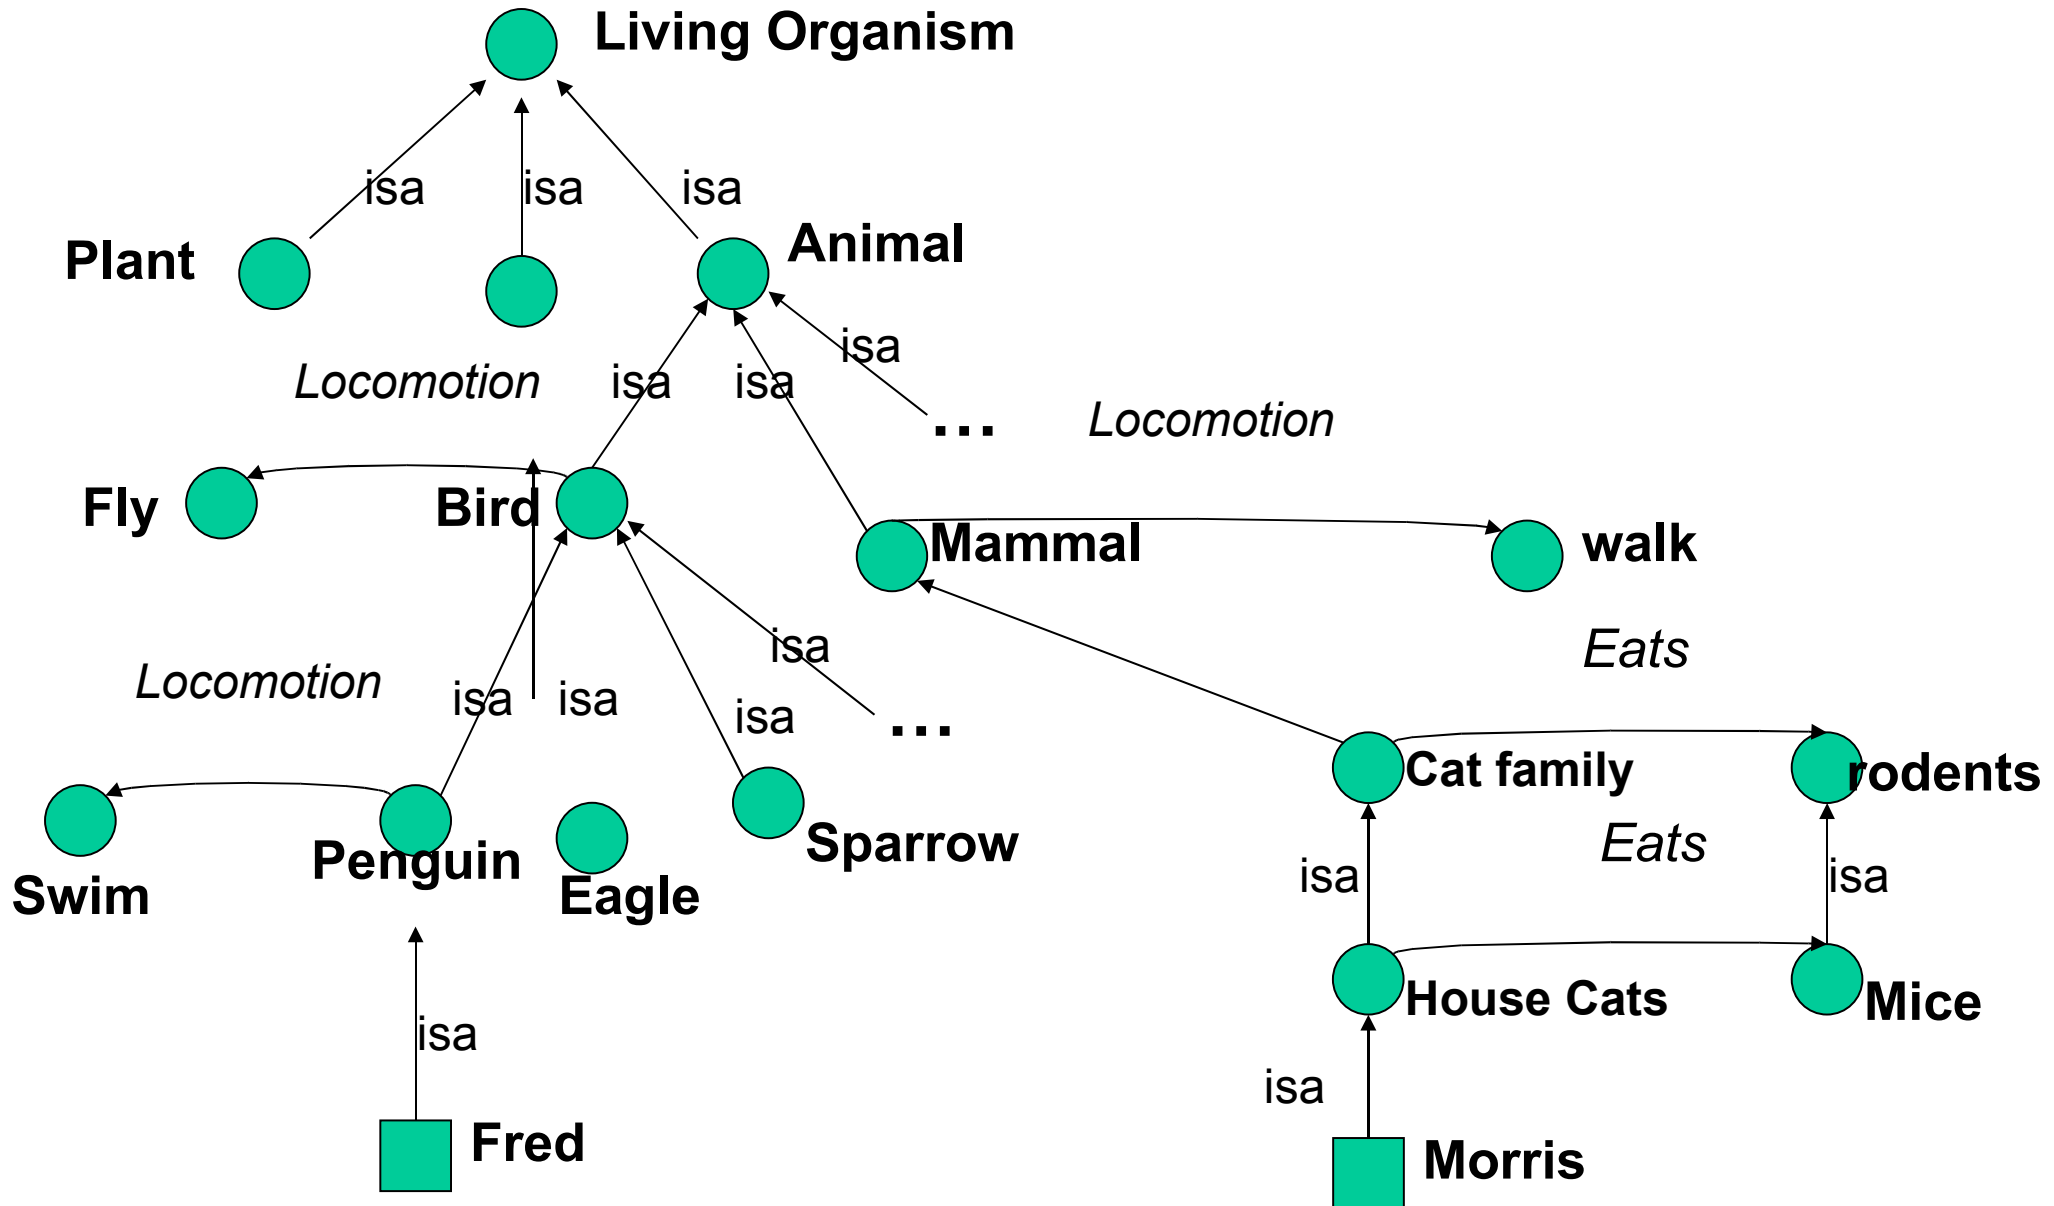 Living Organism
isa isa isa
Plant
Animal
isa
Locomotion isa isa
... Locomotion
Fly Bird Mammal walk
isa Eats
Locomotion isa isa isa ...
Cat family rodents
Penguin Sparrow Eats
Swim Eagle isa isa
House Cats Mice
isa isa
Fred Morris